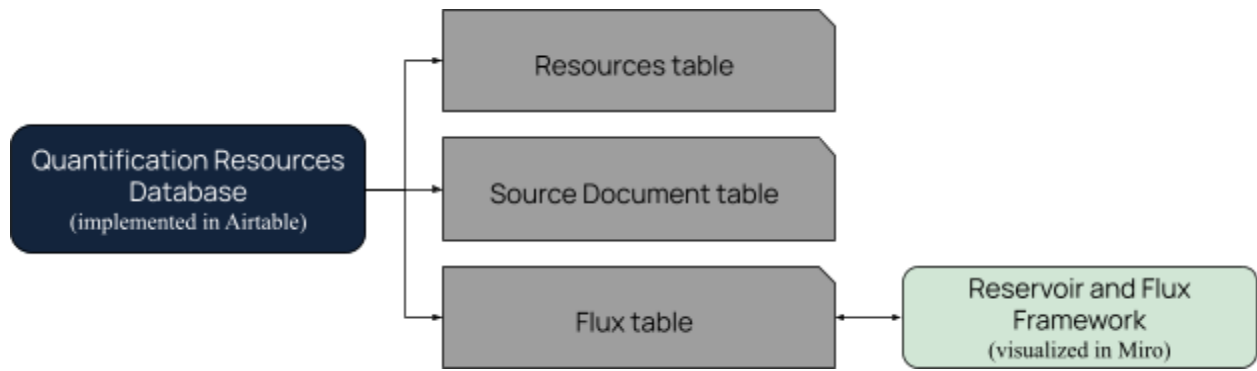 Resources table
Quantification Resources
Database
(implemented in Airtable)
Source Document table
Flux table
Reservoir and Flux
Framework
(visualized in Miro)